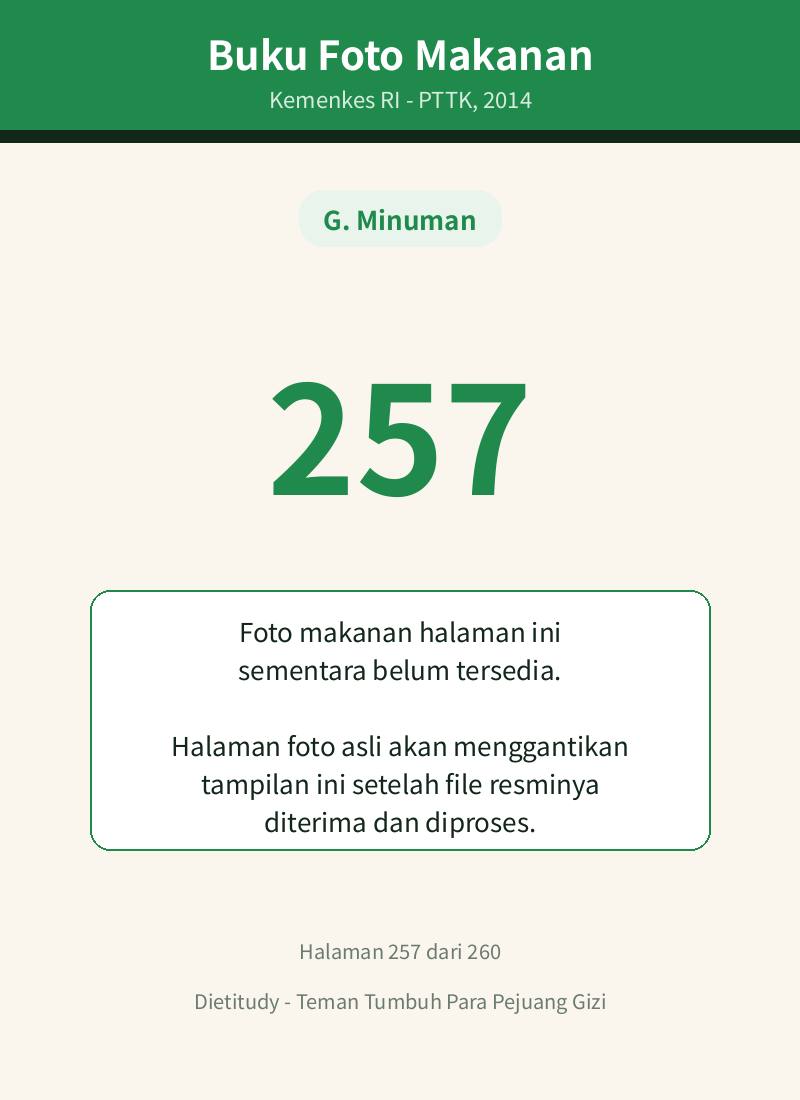 Buku Foto Makanan
Kemenkes RI - PTTK, 2014
G. Minuman
257
Foto makanan halaman ini
sementara belum tersedia.
Halaman foto asli akan menggantikan
tampilan ini setelah file resminya
diterima dan diproses.
Halaman 257 dari 260
Dietitudy - Teman Tumbuh Para Pejuang Gizi